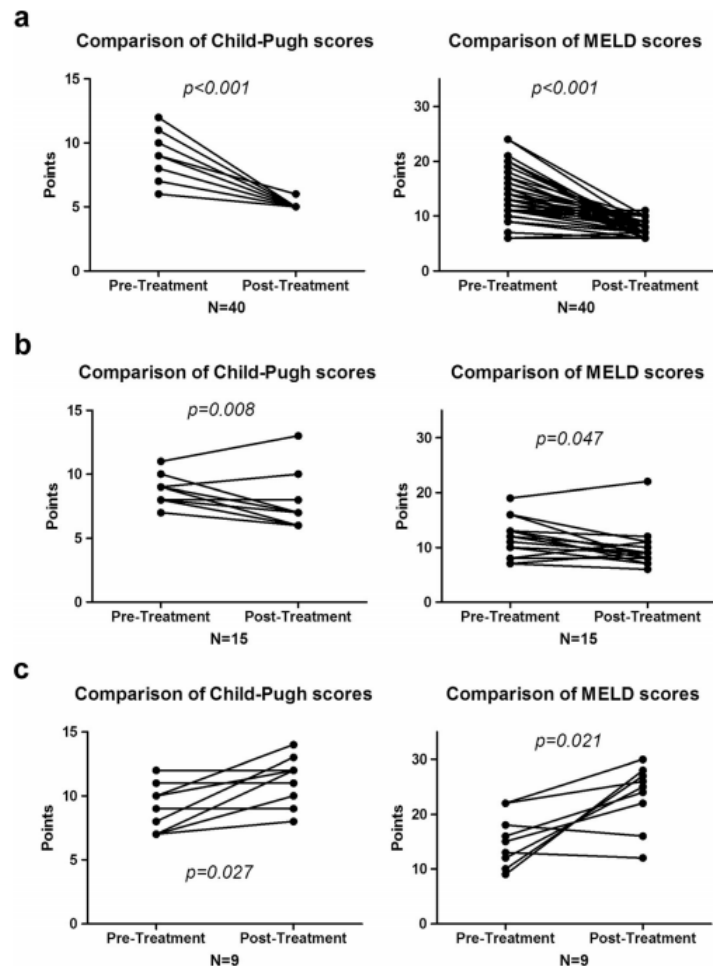 a
Comparison of Child-Pugh scores
p<0.001
15
10
5
0
Points
Pre-Treatment Post-Treatment
N=40
Comparison of MELD scores
p<0.001
30
20
10
0
Points
Pre-Treatment Post-Treatment
N=40
b
Comparison of Child-Pugh scores
p=0.008
15
10
5
0
Points
Pre-Treatment Post-Treatment
N=15
Comparison of MELD scores
p=0.047
30
20
10
0
Points
Pre-Treatment Post-Treatment
N=15
c
Comparison of Child-Pugh scores
15
10
5
0
Points
p=0.027
Pre-Treatment Post-Treatment
N=9
Comparison of MELD scores
p=0.021
30
20
10
0
Points
Pre-Treatment Post-Treatment
N=9